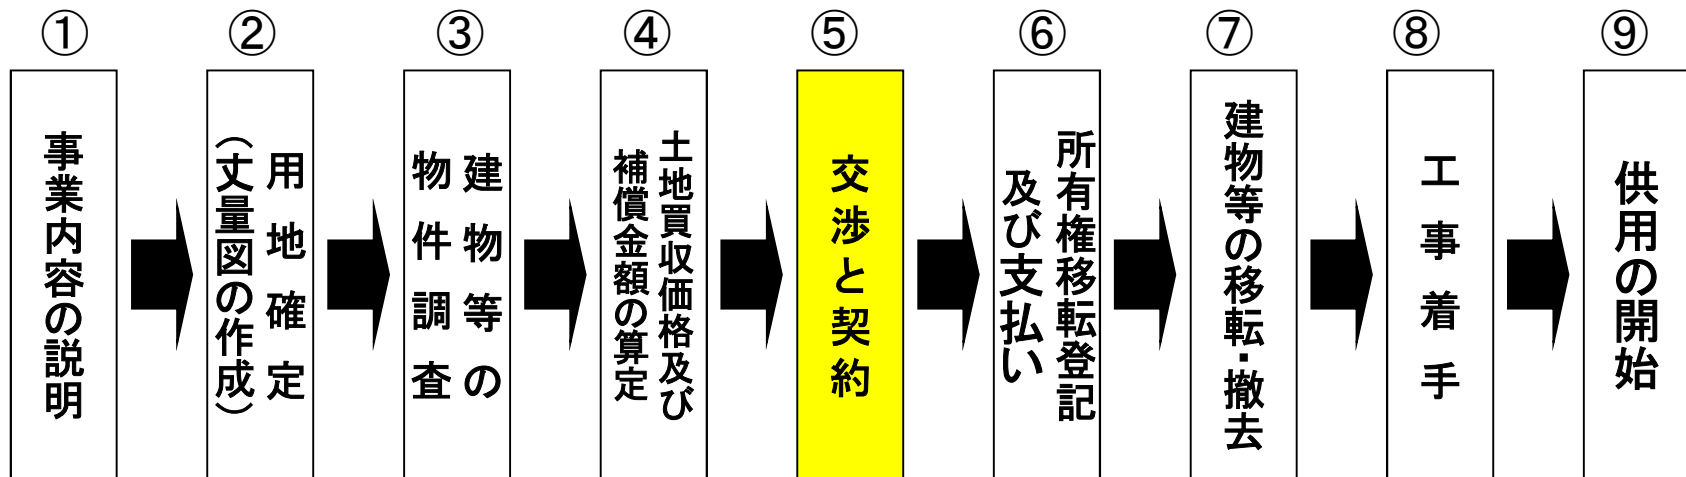 ①
事業内容の説明
②
用地確定
（丈量図の作成）
③
建物等の
物件調査
④
土地買収価格及び
補償金額の算定
⑤
交渉と契約
⑥
所有権移転登記
及び支払い
⑦
建物等の移転・撤去
⑧
工事着手
⑨
供用の開始